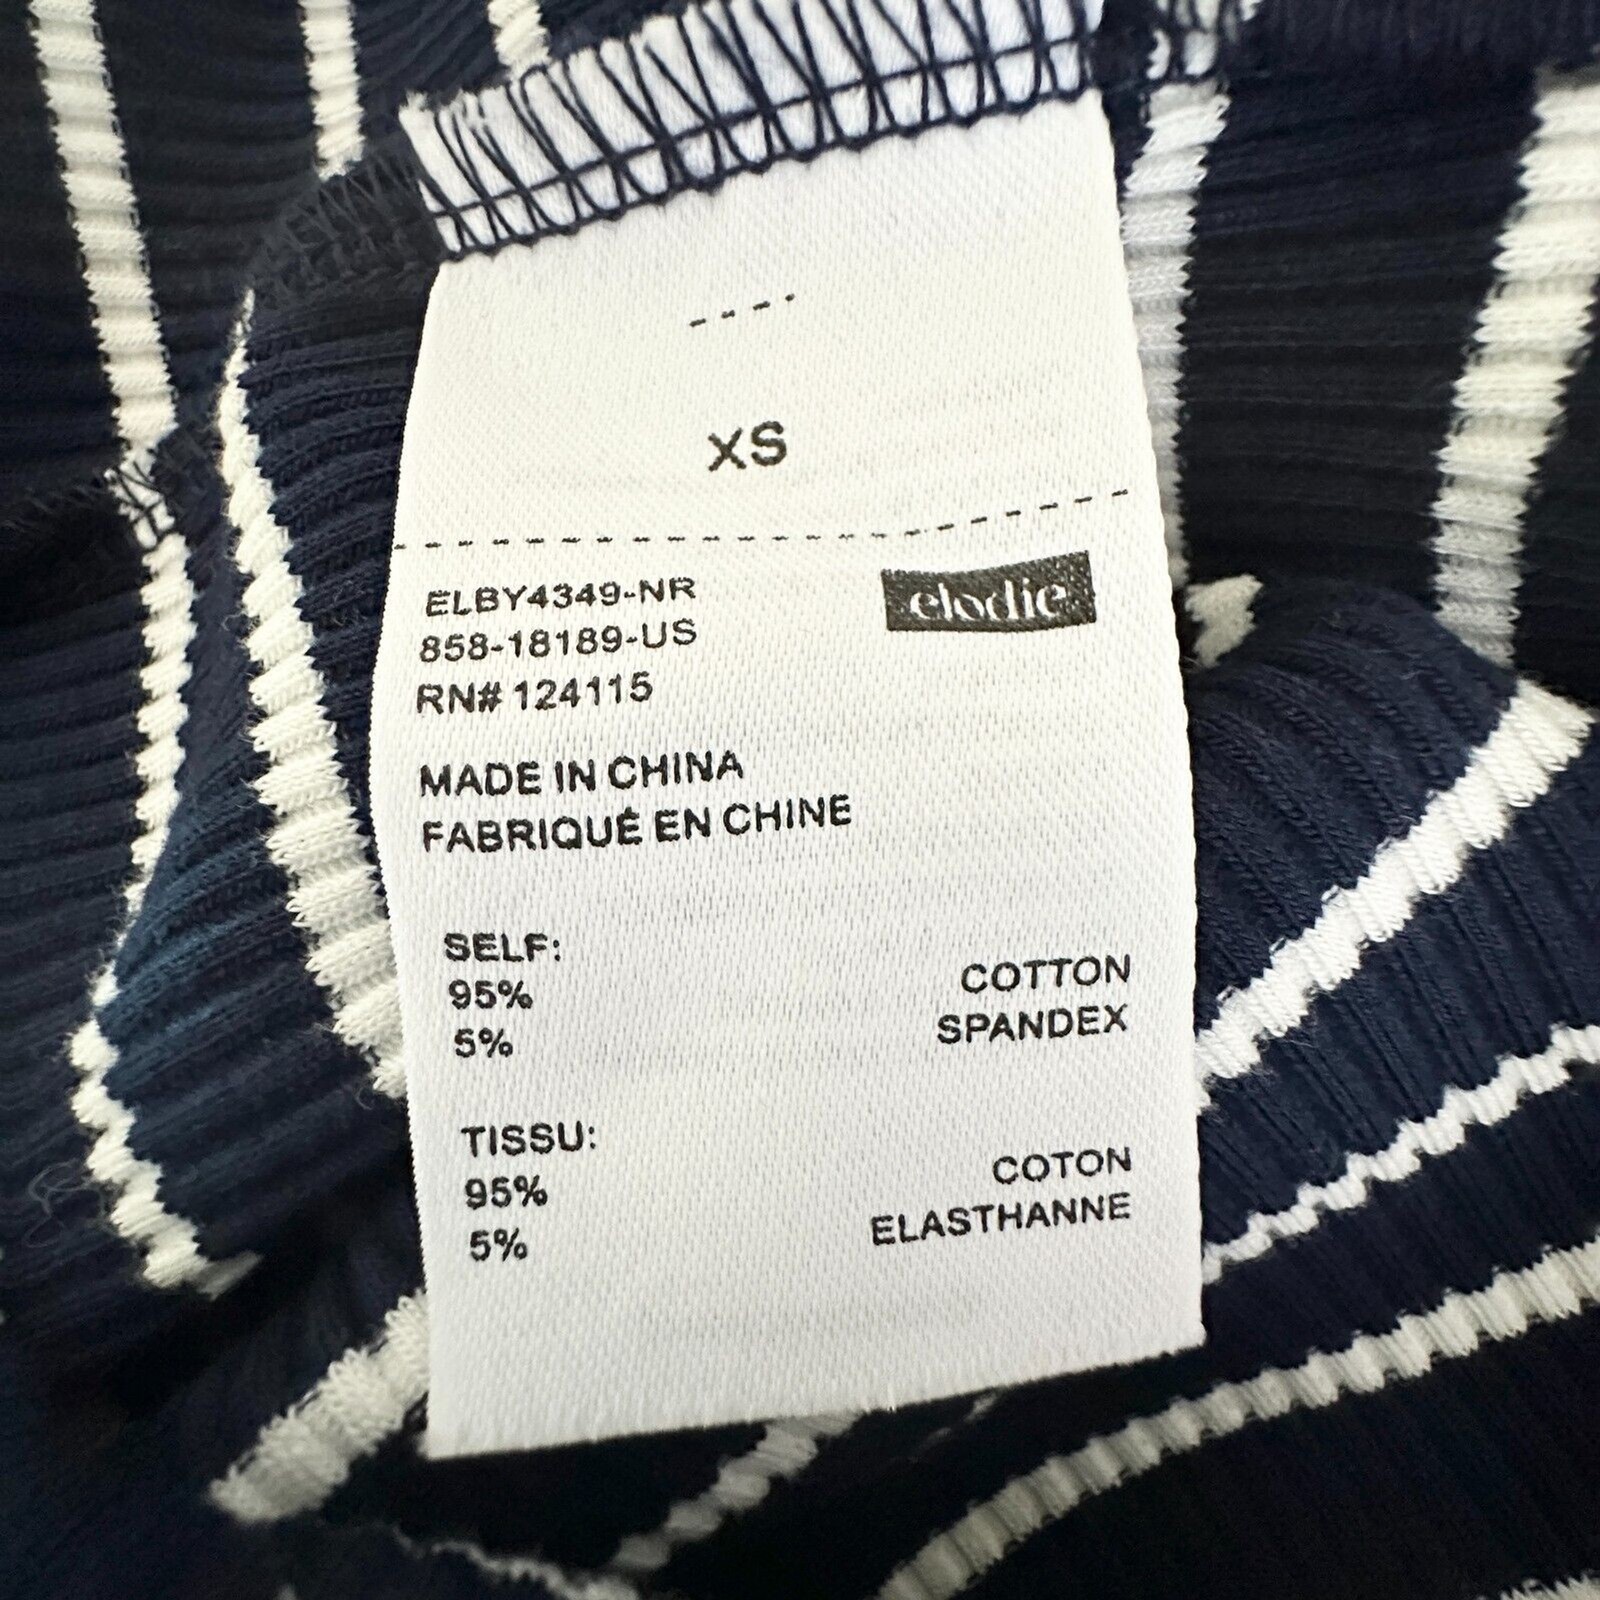 XS
elodie
ELBY4349-NR
858-18189-US
RN# 124115
MADE IN CHINA
FABRIQUÉ EN CHINE
SELF:
95% COTTON
5% SPANDEX
TISSU:
95% COTON
5% ELASTHANNE